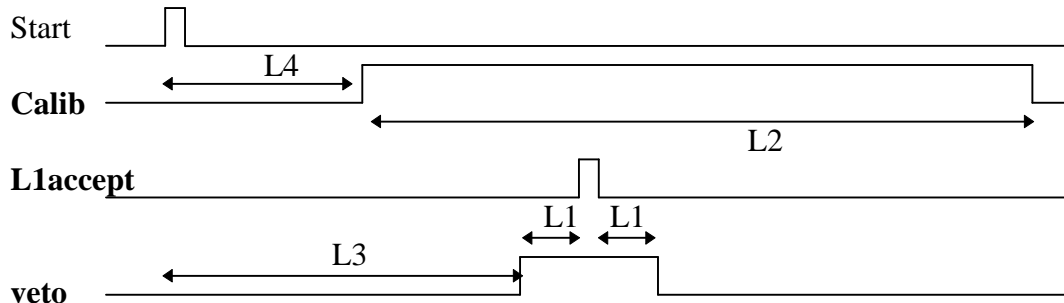 Start
L4
Calib
L2
L1accept
L1 L1
L3
veto